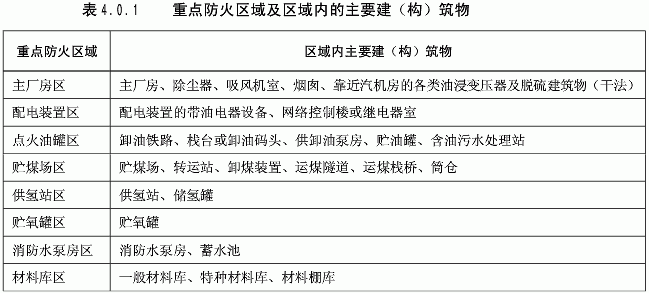 表4.0.1 重点防火区域及区域内的主要建（构）筑物
重点防火区域 区域内主要建（构）筑物
主厂房区 主厂房、除尘器、吸风机室、烟囱、靠近汽机房的各类油浸变压器及脱硫建筑物（干法）
配电装置区 配电装置的带油电器设备、网络控制楼或继电器室
点火油罐区 卸油铁路、栈台或卸油码头、供卸油泵房、贮油罐、含油污水处理站
贮煤场区 贮煤场、转运站、卸煤装置、运煤隧道、运煤栈桥、筒仓
供氢站区 供氢站、储氢罐
贮氧罐区 贮氧罐
消防水泵房区 消防水泵房、蓄水池
材料库区 一般材料库、特种材料库、材料棚库